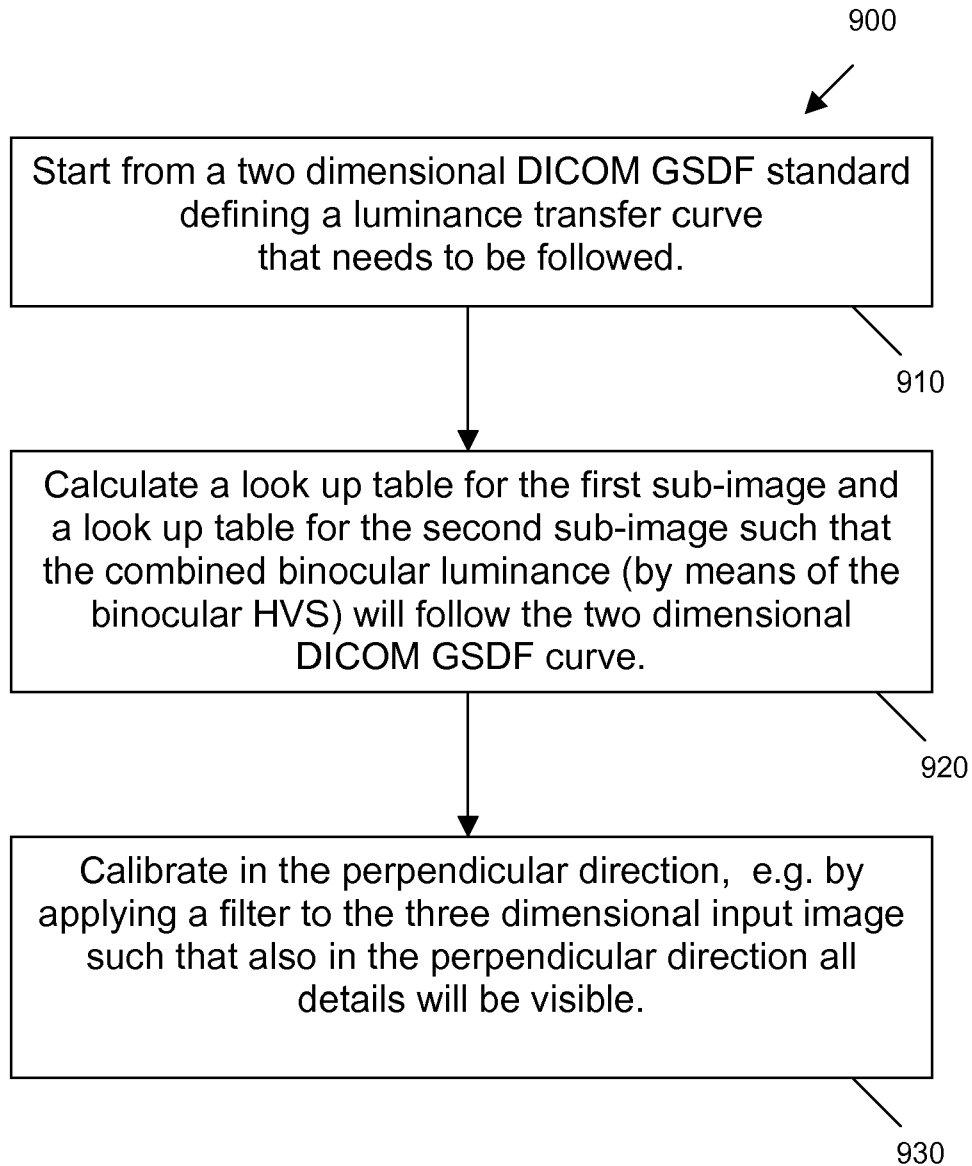 900
Start from a two dimensional DICOM GSDF standard
defining a luminance transfer curve
that needs to be followed.
910
Calculate a look up table for the first sub-image and
a look up table for the second sub-image such that
the combined binocular luminance (by means of the
binocular HVS) will follow the two dimensional
DICOM GSDF curve.
920
Calibrate in the perpendicular direction,  e.g. by
applying a filter to the three dimensional input image
such that also in the perpendicular direction all
details will be visible.
930